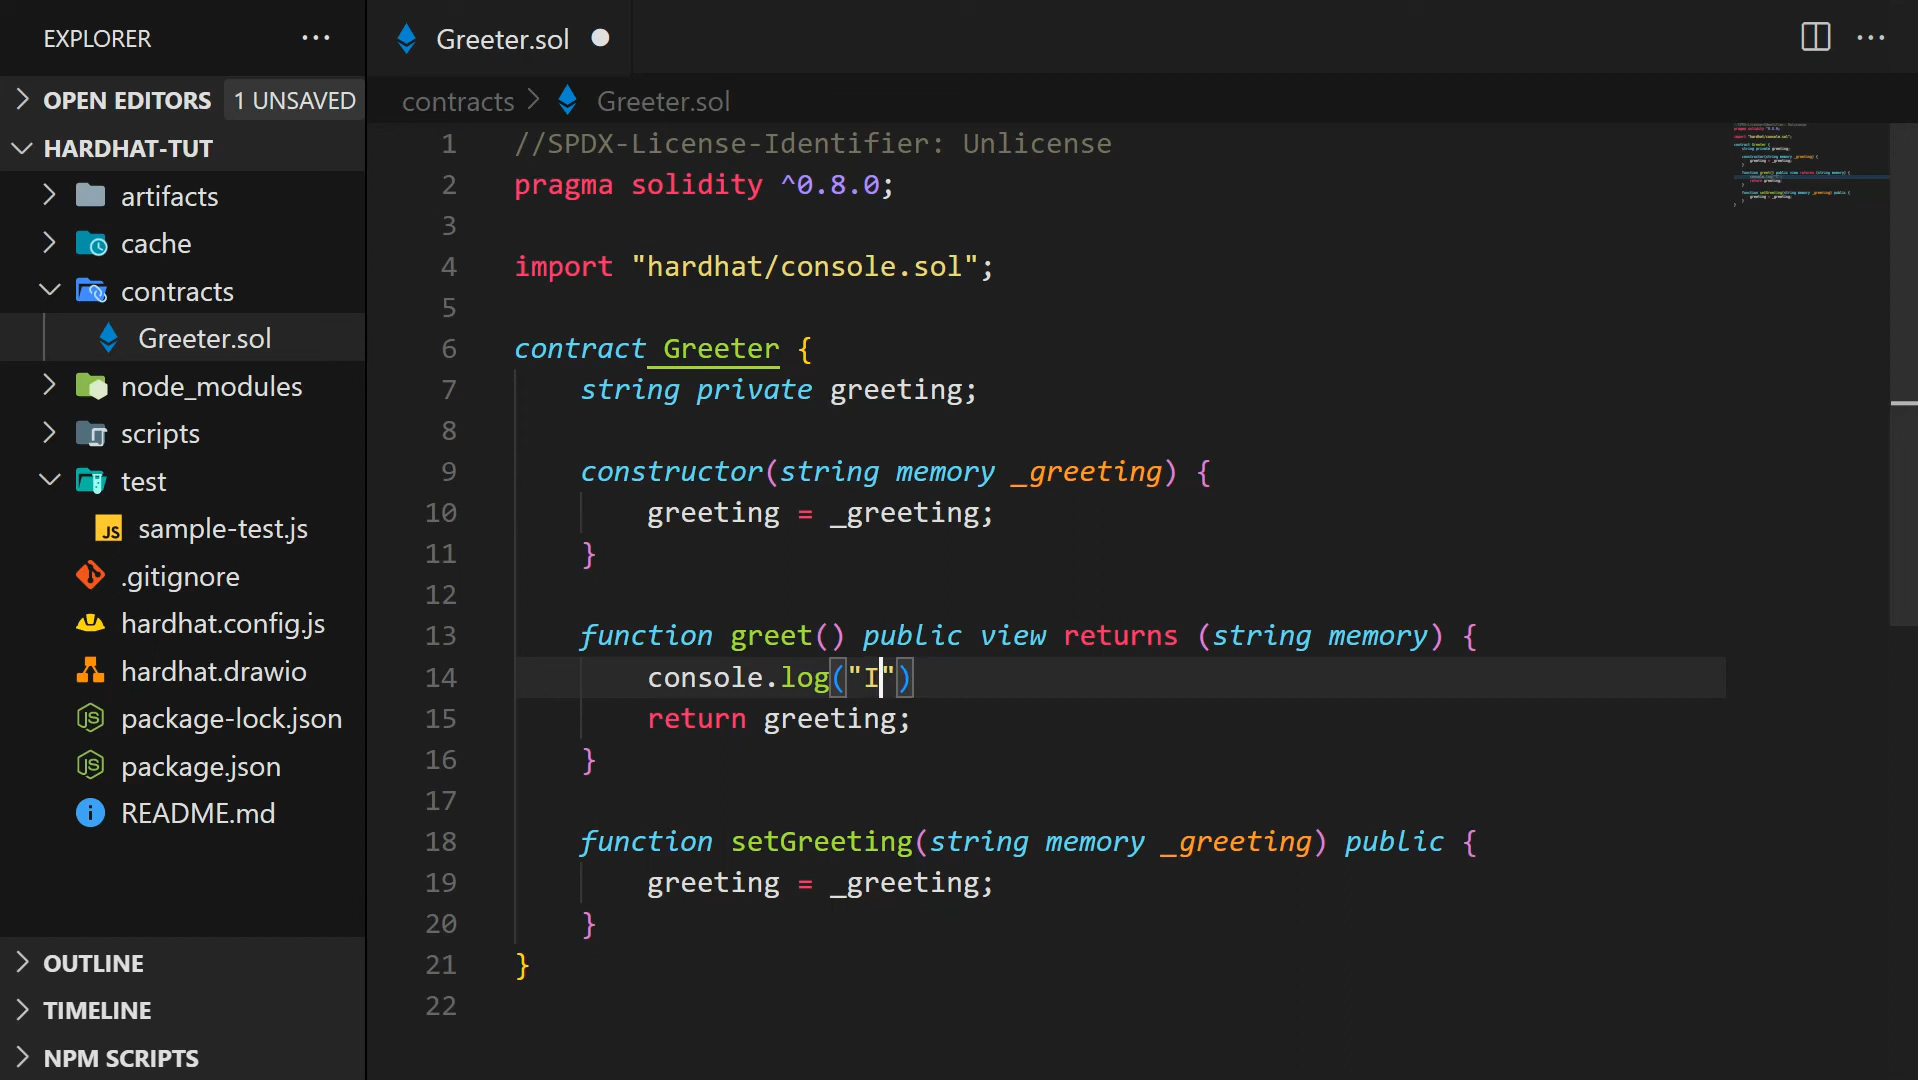 EXPLORER
OPEN EDITORS 1 UNSAVED
HARDHAT-TUT
artifacts
cache
contracts
Greeter.sol
node_modules
scripts
test
JS sample-test.js
.gitignore
hardhat.config.js
hardhat.drawio
package-lock.json
package.json
README.md
OUTLINE
TIMELINE
NPM SCRIPTS
Greeter.sol
contracts > Greeter.sol
1 //SPDX-License-Identifier: Unlicense
2 pragma solidity ^0.8.0;
3
4 import "hardhat/console.sol";
5
6 contract Greeter {
7 string private greeting;
8
9 constructor(string memory _greeting) {
10 greeting = _greeting;
11 }
12
13 function greet() public view returns (string memory) {
14 console.log("I")
15 return greeting;
16 }
17
18 function setGreeting(string memory _greeting) public {
19 greeting = _greeting;
20 }
21 }
22